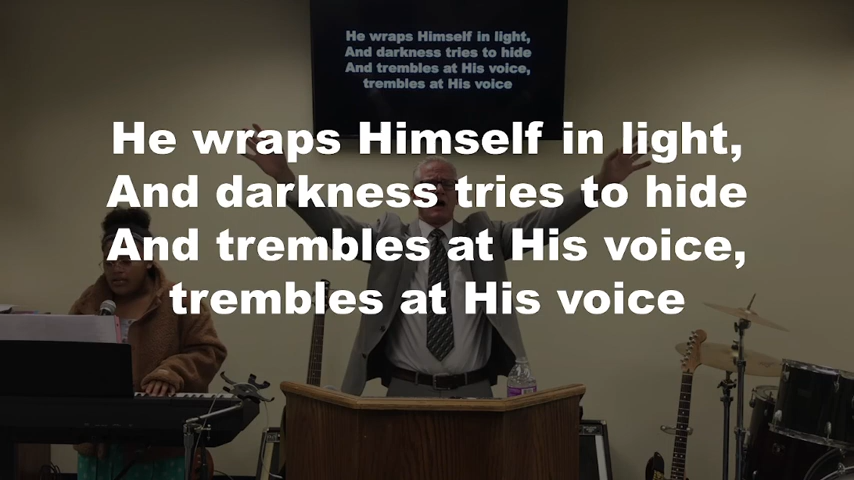 He wraps Himself in light,
And darkness tries to hide
And trembles at His voice,
trembles at His voice
He wraps Himself in light,
And darkness tries to hide
And trembles at His voice,
trembles at His voice